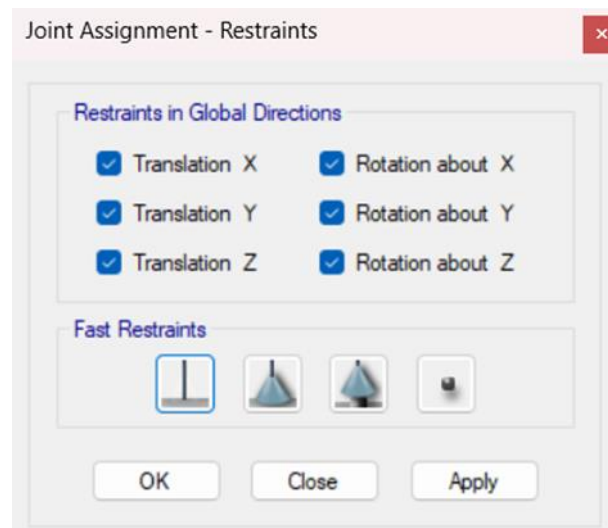 Joint Assignment - Restraints
Restraints in Global Directions
Translation X Rotation about X
Translation Y Rotation about Y
Translation Z Rotation about Z
Fast Restraints
OK Close Apply